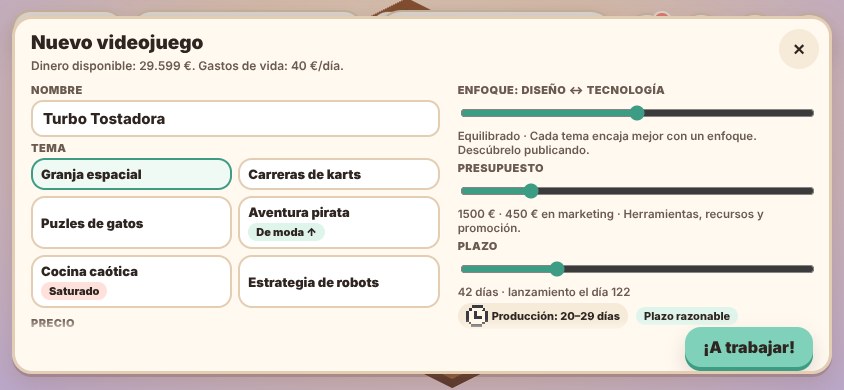 Nuevo videojuego
Dinero disponible: 29.599 €. Gastos de vida: 40 €/día.
×
NOMBRE
Turbo Tostadora
TEMA
Granja espacial
Carreras de karts
Puzles de gatos
Aventura pirata
De moda ↑
Cocina caótica
Saturado
Estrategia de robots
PRECIO
ENFOQUE: DISEÑO ↔ TECNOLOGÍA
Equilibrado · Cada tema encaja mejor con un enfoque.
Descúbrelo publicando.
PRESUPUESTO
1500 € · 450 € en marketing · Herramientas, recursos y
promoción.
PLAZO
42 días · lanzamiento el día 122
Producción: 20–29 días
Plazo razonable
¡A trabajar!